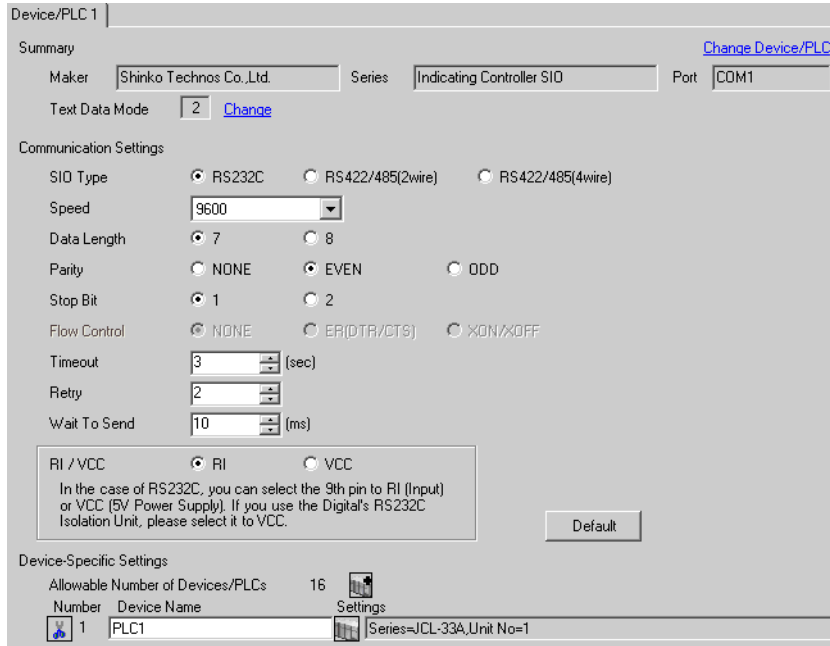 Device/PLC 1
Summary Change Device/PLC
Maker Shinko Technos Co.,Ltd. Series Indicating Controller SIO Port COM1
Text Data Mode 2 Change
Communication Settings
SIO Type RS232C RS422/485(2wire) RS422/485(4wire)
Speed 9600
Data Length 7 8
Parity NONE EVEN ODD
Stop Bit 1 2
Flow Control NONE ER(DTR/CTS) XON/XOFF
Timeout 3 (sec)
Retry 2
Wait To Send 10 (ms)
RI / VCC RI VCC
In the case of RS232C, you can select the 9th pin to RI (Input)
or VCC (5V Power Supply). If you use the Digital's RS232C
Isolation Unit, please select it to VCC.
Default
Device-Specific Settings
Allowable Number of Devices/PLCs 16
Number Device Name Settings
1 PLC1 Series=JCL-33A,Unit No=1